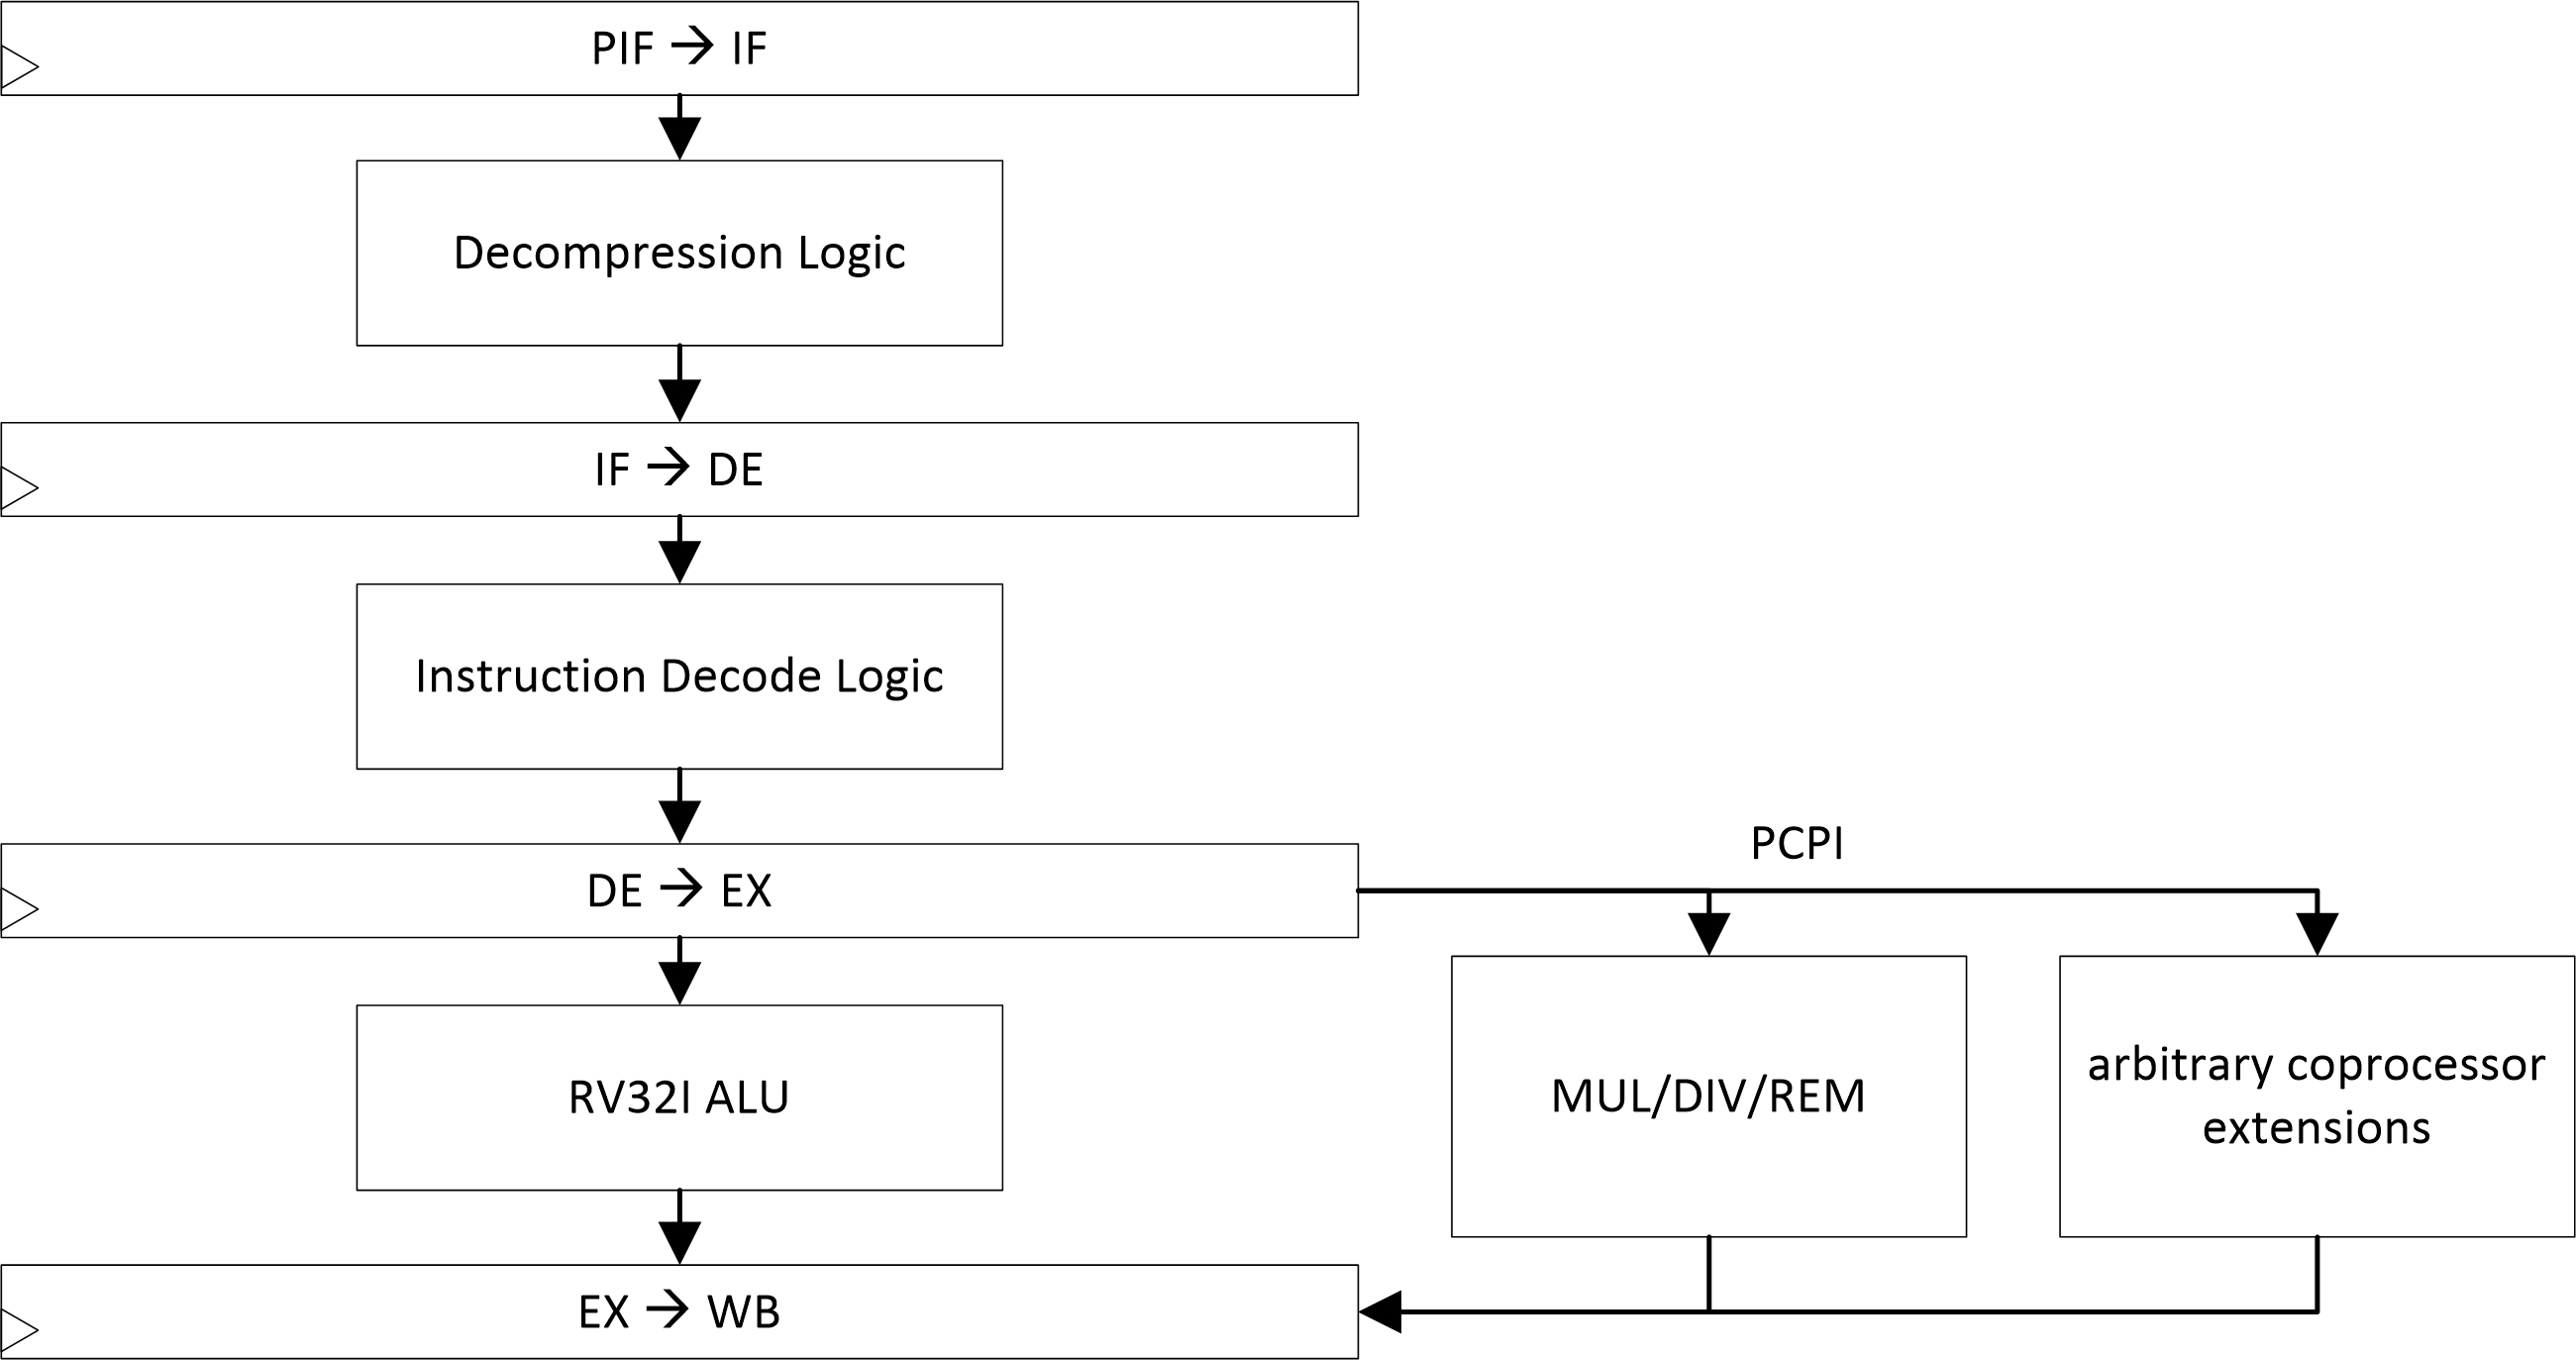 PIF → IF
Decompression Logic
IF → DE
Instruction Decode Logic
PCPI
DE → EX
RV32I ALU
MUL/DIV/REM
arbitrary coprocessor
extensions
EX → WB